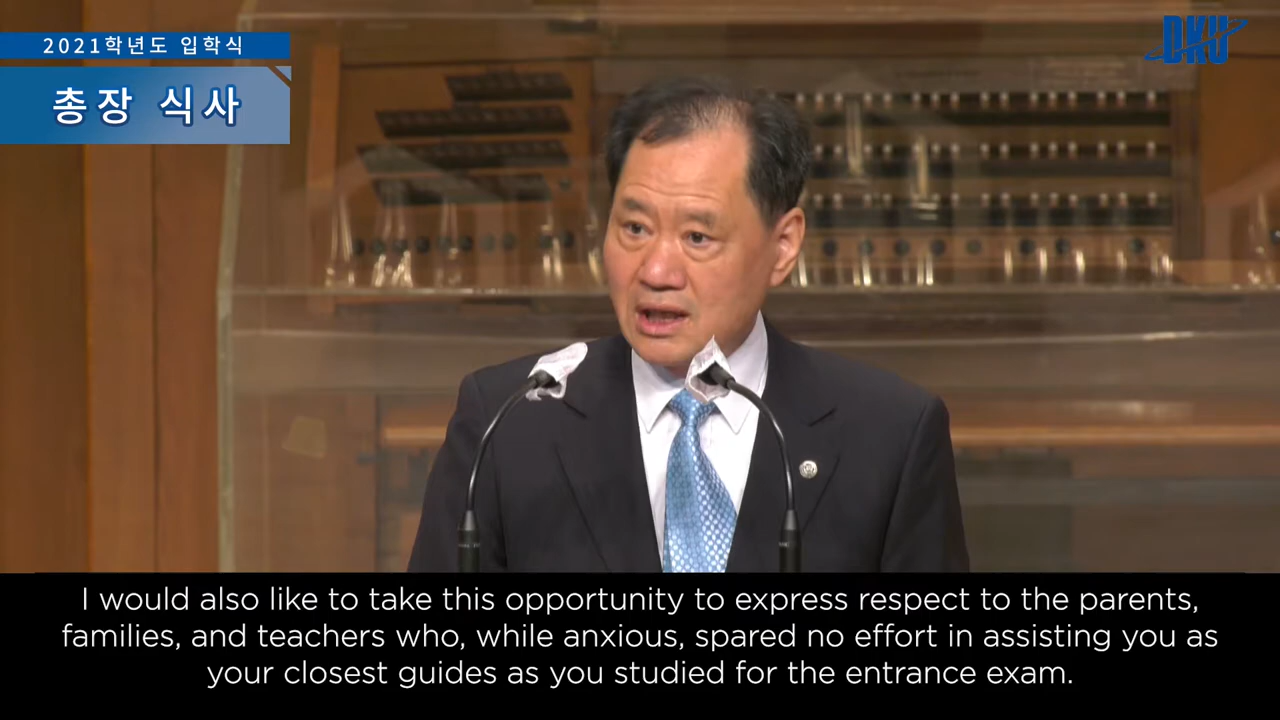 2021학년도 입학식
총장 식사
DKU
I would also like to take this opportunity to express respect to the parents,
families, and teachers who, while anxious, spared no effort in assisting you as
your closest guides as you studied for the entrance exam.